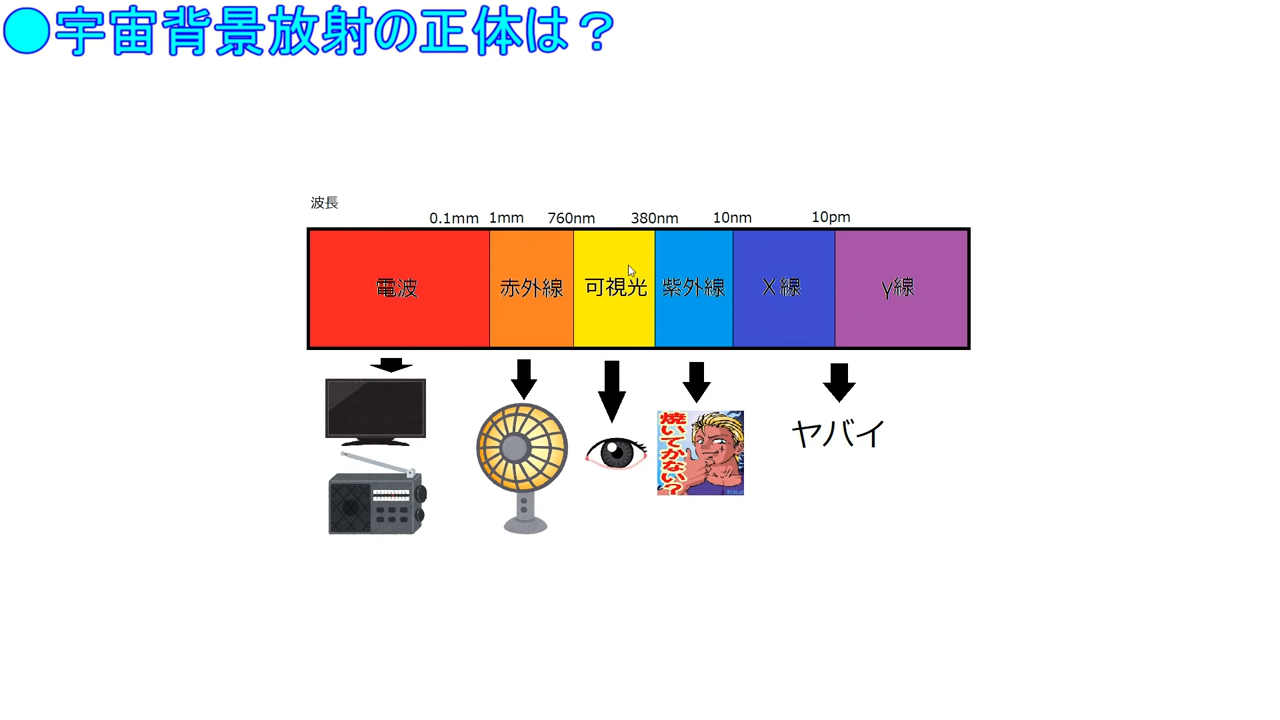 ●宇宙背景放射の正体は？
波長
0.1mm 1mm 760nm 380nm 10nm 10pm
電波 赤外線 可視光 紫外線 X線 γ線
焼いてかない？
ヤバイ